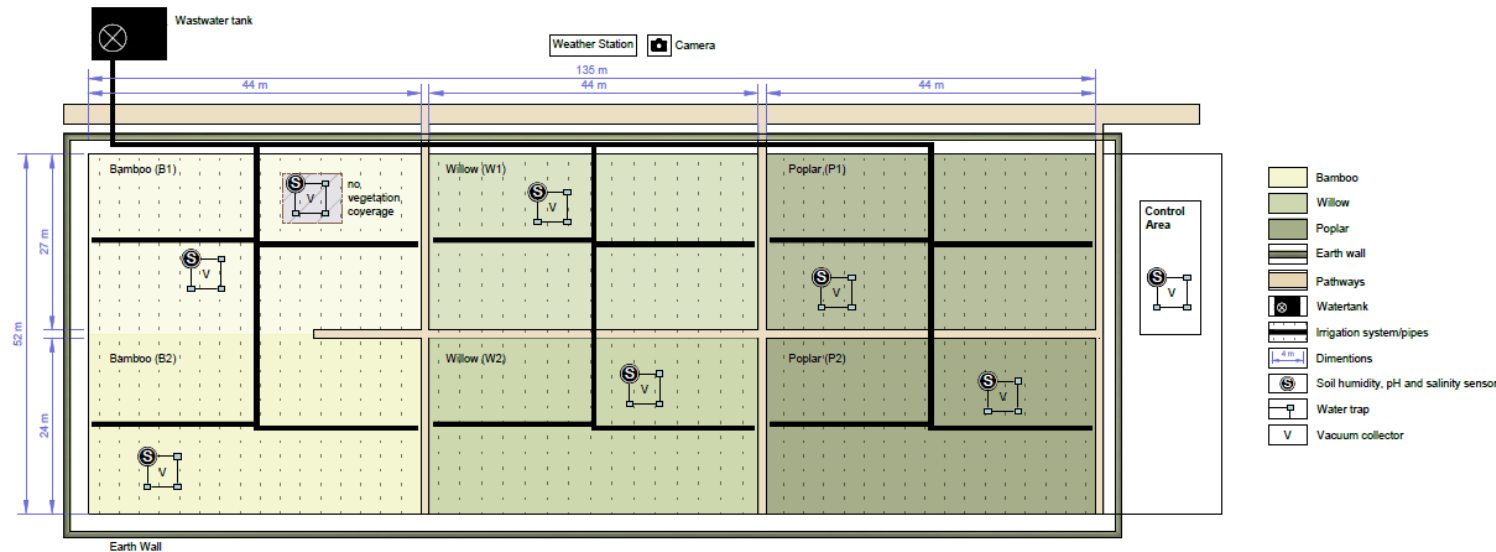 Wastwater tank
Weather Station
Camera
135 m
44 m
44 m
44 m
Bamboo (B1)
no
vegetation,
coverage
Willow (W1)
Poplar (P1)
Control
Area
S
V
S
V
S
V
S
V
S
V
27 m
52 m
24 m
Bamboo (B2)
Willow (W2)
Poplar (P2)
S
V
S
V
S
V
Earth Wall
Bamboo
Willow
Poplar
Earth wall
Pathways
Watertank
Irrigation system/pipes
4 m
Dimentions
S
Soil humidity, pH and salinity sensor
Water trap
V
Vacuum collector